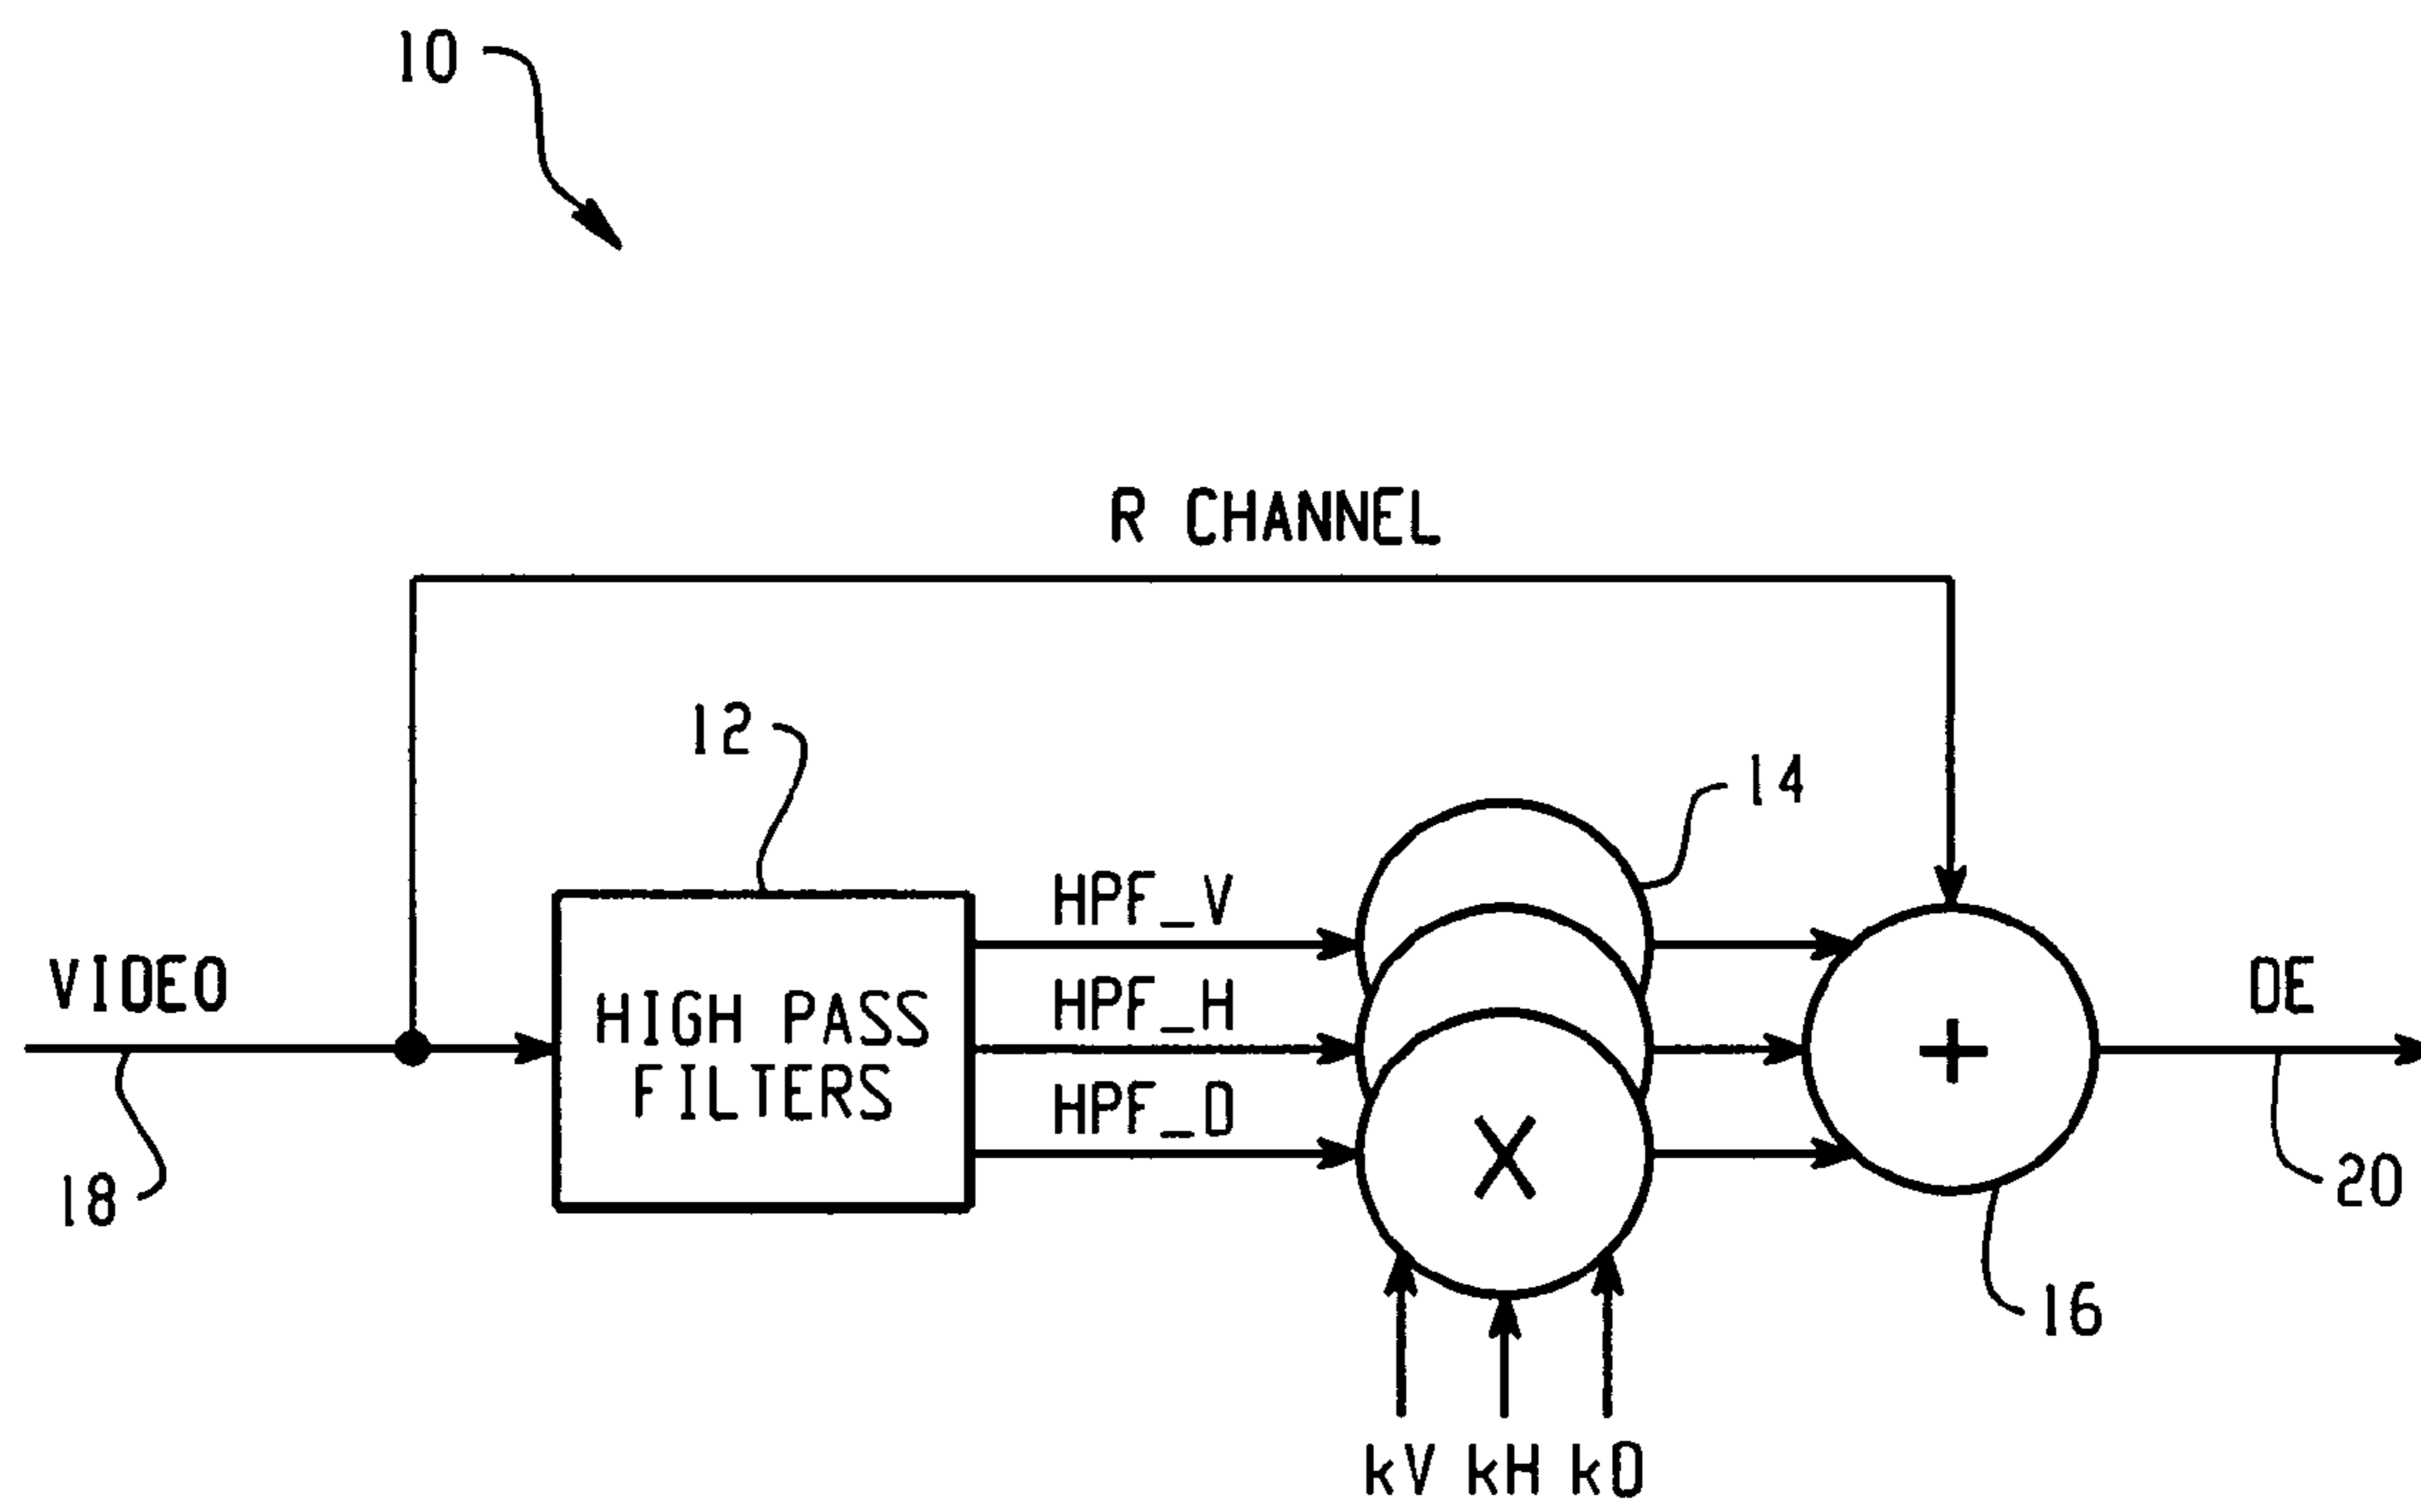 10
R CHANNEL
12
14
HPF_V
VIDEO
HPF_H
DE
HIGH PASS
FILTERS
HPF_D
X
+
18
20
16
kV kH kD